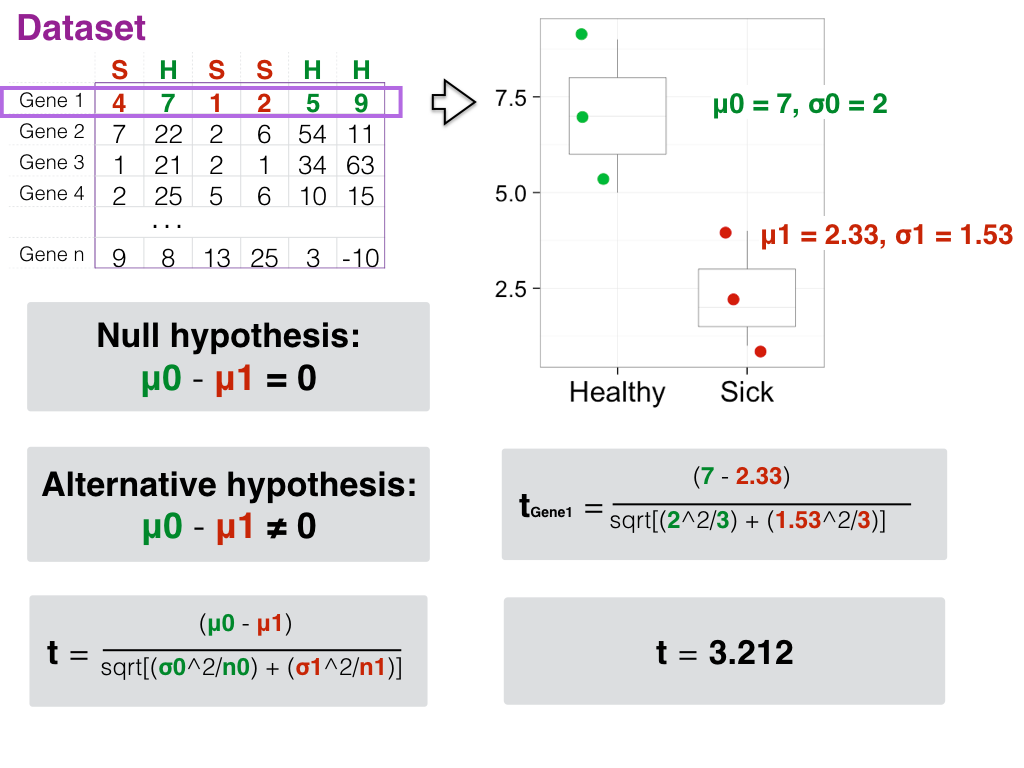 Dataset
S H S S H H
Gene 1 4 7 1 2 5 9
Gene 2 7 22 2 6 54 11
Gene 3 1 21 2 1 34 63
Gene 4 2 25 5 6 10 15
...
Gene n 9 8 13 25 3 -10
7.5
5.0
2.5
µ0 = 7, σ0 = 2
µ1 = 2.33, σ1 = 1.53
Healthy Sick
Null hypothesis:
µ0 - µ1 = 0
Alternative hypothesis:
µ0 - µ1 ≠ 0
(µ0 - µ1)
t =
sqrt[(σ0^2/n0) + (σ1^2/n1)]
(7 - 2.33)
tGene1 =
sqrt[(2^2/3) + (1.53^2/3)]
t = 3.212